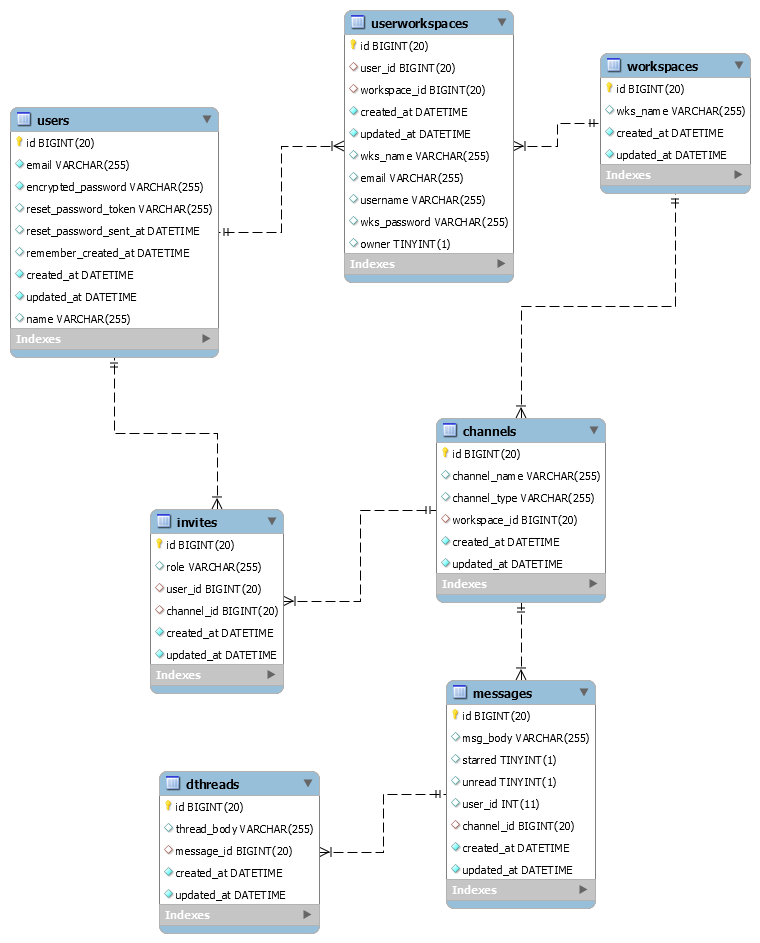 userworkspaces
id BIGINT(20)
user_id BIGINT(20)
workspace_id BIGINT(20)
created_at DATETIME
updated_at DATETIME
wks_name VARCHAR(255)
email VARCHAR(255)
username VARCHAR(255)
wks_password VARCHAR(255)
owner TINYINT(1)
Indexes
workspaces
id BIGINT(20)
wks_name VARCHAR(255)
created_at DATETIME
updated_at DATETIME
Indexes
users
id BIGINT(20)
email VARCHAR(255)
encrypted_password VARCHAR(255)
reset_password_token VARCHAR(255)
reset_password_sent_at DATETIME
remember_created_at DATETIME
created_at DATETIME
updated_at DATETIME
name VARCHAR(255)
Indexes
channels
id BIGINT(20)
channel_name VARCHAR(255)
channel_type VARCHAR(255)
workspace_id BIGINT(20)
created_at DATETIME
updated_at DATETIME
Indexes
invites
id BIGINT(20)
role VARCHAR(255)
user_id BIGINT(20)
channel_id BIGINT(20)
created_at DATETIME
updated_at DATETIME
Indexes
messages
id BIGINT(20)
msg_body VARCHAR(255)
starred TINYINT(1)
unread TINYINT(1)
user_id INT(11)
channel_id BIGINT(20)
created_at DATETIME
updated_at DATETIME
Indexes
dthreads
id BIGINT(20)
thread_body VARCHAR(255)
message_id BIGINT(20)
created_at DATETIME
updated_at DATETIME
Indexes